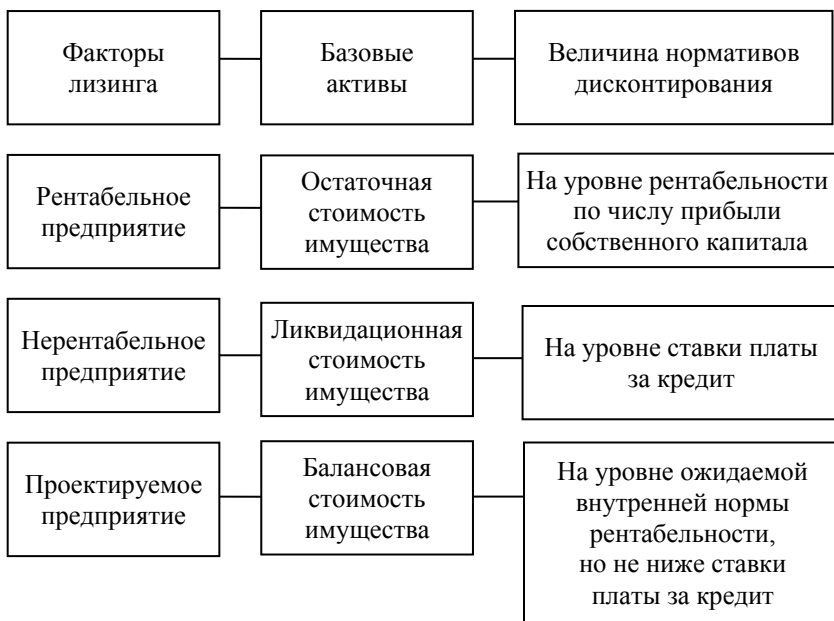 Факторы
лизинга
Базовые
активы
Величина нормативов
дисконтирования
Рентабельное
предприятие
Остаточная
стоимость
имущества
На уровне рентабельности
по числу прибыли
собственного капитала
Нерентабельное
предприятие
Ликвидационная
стоимость
имущества
На уровне ставки платы
за кредит
Проектируемое
предприятие
Балансовая
стоимость
имущества
На уровне ожидаемой
внутренней нормы
рентабельности,
но не ниже ставки
платы за кредит